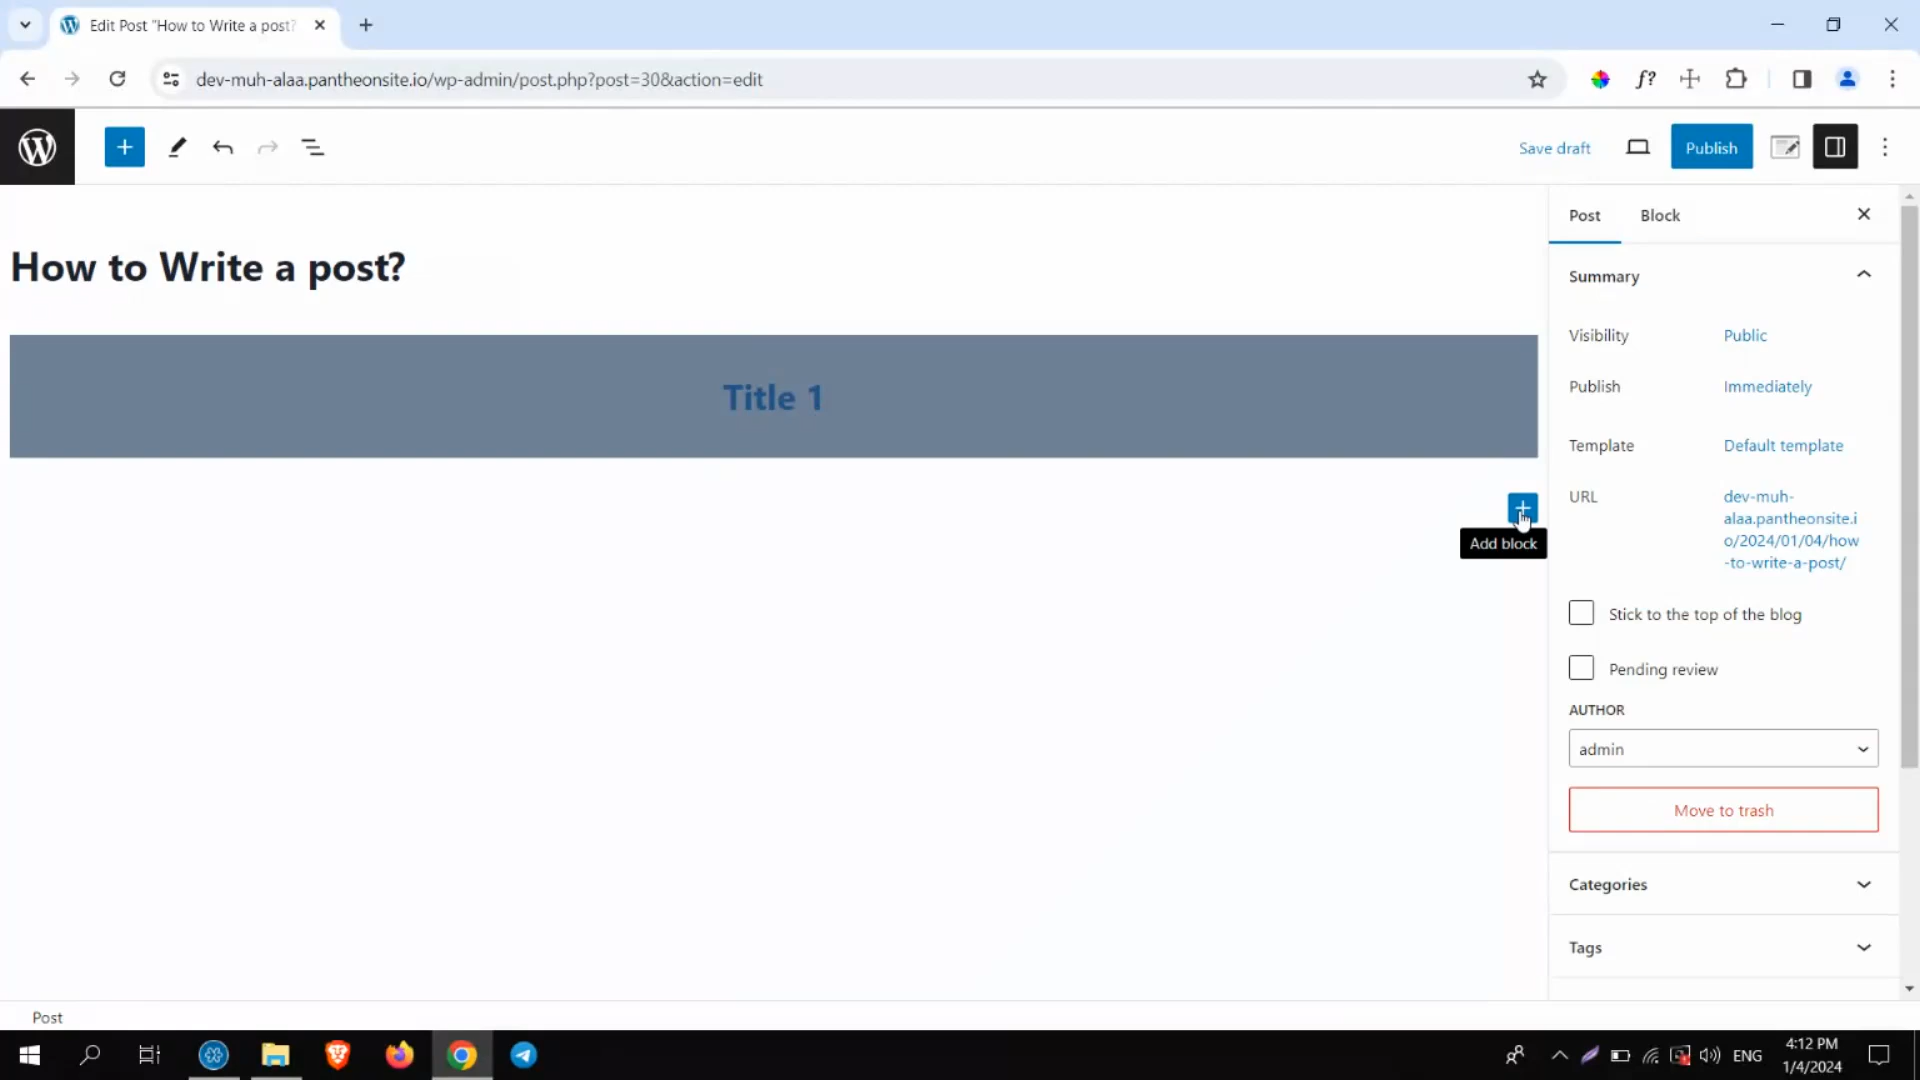 Edit Post "How to Write a post?
dev-muh-alaa.pantheonsite.io/wp-admin/post.php?post=30&action=edit
f?
Save draft
Publish
Post
Block
How to Write a post?
Summary
Visibility
Public
Title 1
Publish
Immediately
Template
Default template
URL
dev-muh-
alaa.pantheonsite.i
o/2024/01/04/how
-to-write-a-post/
Add block
Stick to the top of the blog
Pending review
AUTHOR
admin
Move to trash
Categories
Tags
Post
ENG
4:12 PM
1/4/2024